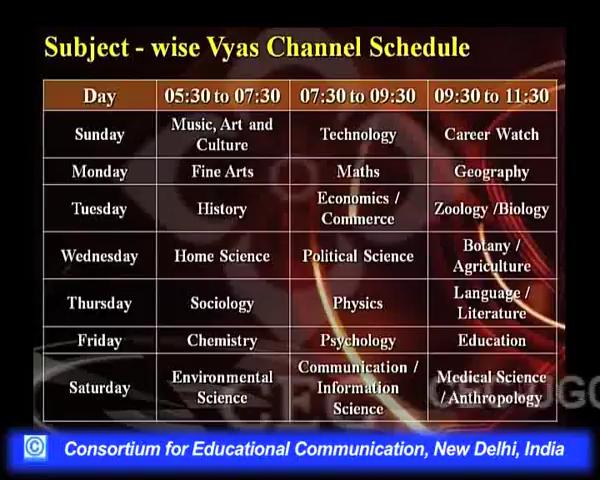 Subject - wise Vyas Channel Schedule
Day 05:30 to 07:30 07:30 to 09:30 09:30 to 11:30
Sunday Music, Art and Culture Technology Career Watch
Monday Fine Arts Maths Geography
Tuesday History Economics / Commerce Zoology /Biology
Wednesday Home Science Political Science Botany / Agriculture
Thursday Sociology Physics Language / Literature
Friday Chemistry Psychology Education
Saturday Environmental Science Communication / Information Science Medical Science /Anthropology
© Consortium for Educational Communication, New Delhi, India